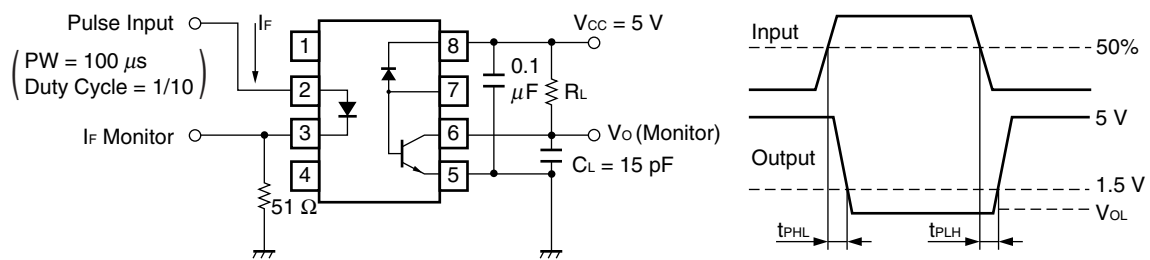 Pulse Input
IF
VCC = 5 V
(PW = 100 μs
Duty Cycle = 1/10)
1
8
0.1
μF
RL
2
7
IF Monitor
3
6
VO (Monitor)
4
5
CL = 15 pF
51 Ω
Input
50%
5 V
Output
1.5 V
VOL
tPHL
tPLH